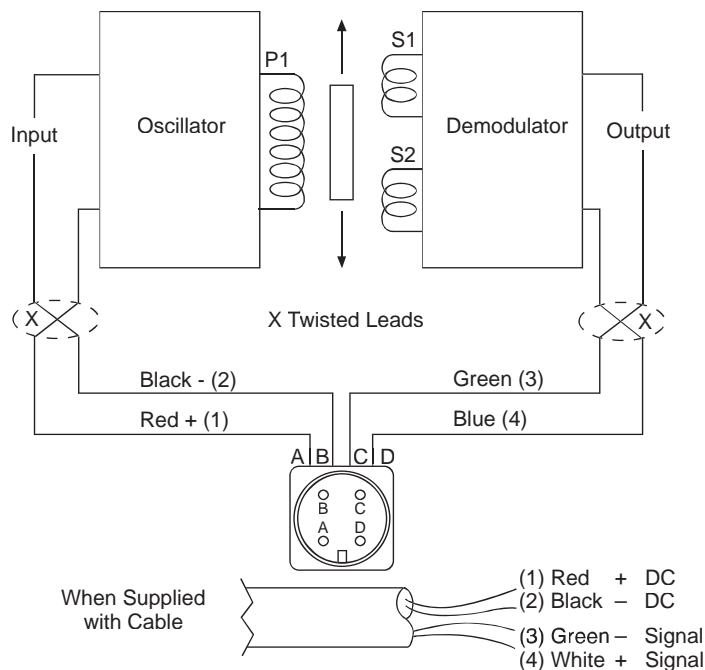 P1
S1
Oscillator
Demodulator
Input
Output
S2
X
X Twisted Leads
X
Black - (2)
Green (3)
Red + (1)
Blue (4)
A B C D
B C
A D
When Supplied
with Cable
(1) Red + DC
(2) Black – DC
(3) Green – Signal
(4) White + Signal